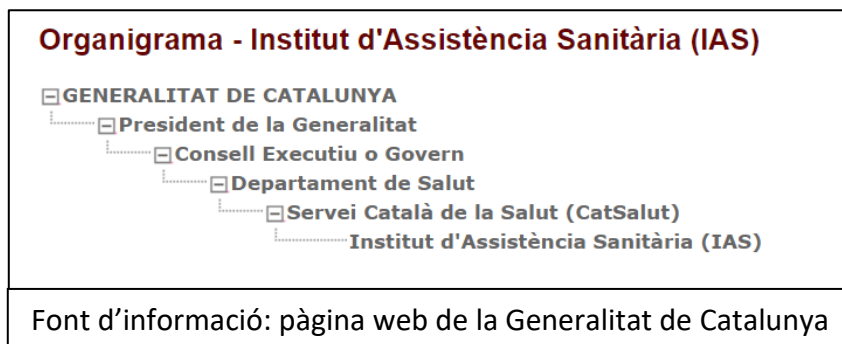 Organigrama - Institut d'Assistència Sanitària (IAS)
GENERALITAT DE CATALUNYA
President de la Generalitat
Consell Executiu o Govern
Departament de Salut
Servei Català de la Salut (CatSalut)
Institut d'Assistència Sanitària (IAS)
Font d’informació: pàgina web de la Generalitat de Catalunya